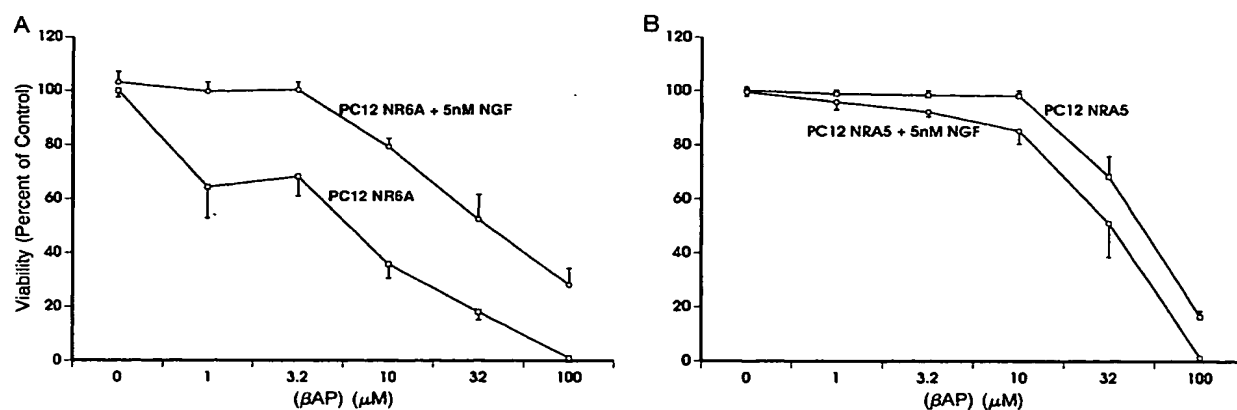 A
B
120
100
80
60
40
20
0
Viability (Percent of Control)
PC12 NR6A + 5nM NGF
PC12 NR6A
0 1 3.2 10 32 100
(βAP) (μM)
120
100
80
60
40
20
0
PC12 NRA5
PC12 NRA5 + 5nM NGF
0 1 3.2 10 32 100
(βAP) (μM)